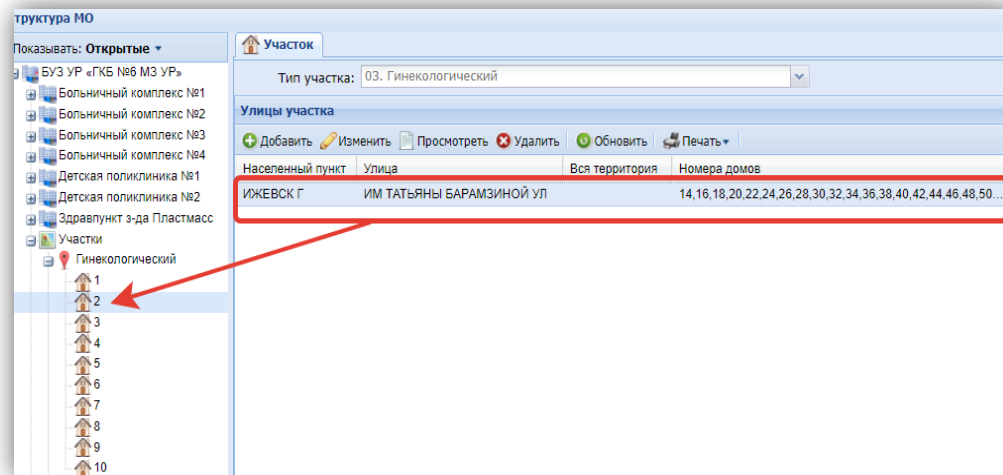 труктура МО
Показывать: Открытые
БУЗ УР «ГКБ №6 МЗ УР»
Больничный комплекс №1
Больничный комплекс №2
Больничный комплекс №3
Больничный комплекс №4
Детская поликлиника №1
Детская поликлиника №2
Здравпункт з-да Пластмасс
Участки
Гинекологический
1
2
3
4
5
6
7
8
9
10
Участок
Тип участка: 03. Гинекологический
Улицы участка
Добавить Изменить Просмотреть Удалить Обновить Печать
Населенный пункт Улица Вся территория Номера домов
ИЖЕВСК Г ИМ ТАТЬЯНЫ БАРАМЗИНОЙ УЛ 14,16,18,20,22,24,26,28,30,32,34,36,38,40,42,44,46,48,50...